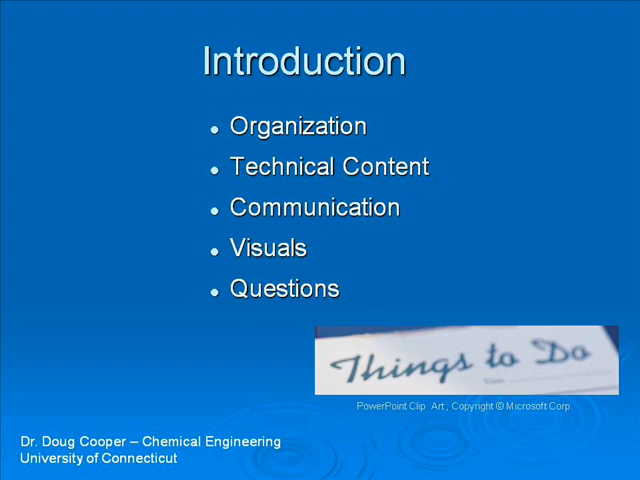 Introduction
Organization
Technical Content
Communication
Visuals
Questions
Things to Do
PowerPoint Clip Art, Copyright © Microsoft Corp.
Dr. Doug Cooper – Chemical Engineering
University of Connecticut